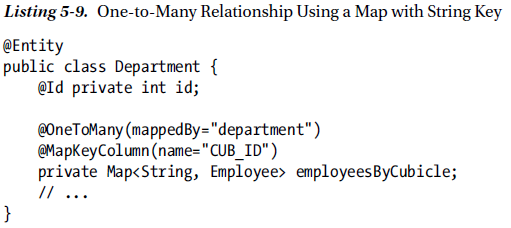 Listing 5-9. One-to-Many Relationship Using a Map with String Key
@Entity
public class Department {
    @Id private int id;

    @OneToMany(mappedBy="department")
    @MapKeyColumn(name="CUB_ID")
    private Map<String, Employee> employeesByCubicle;
    // ...
}